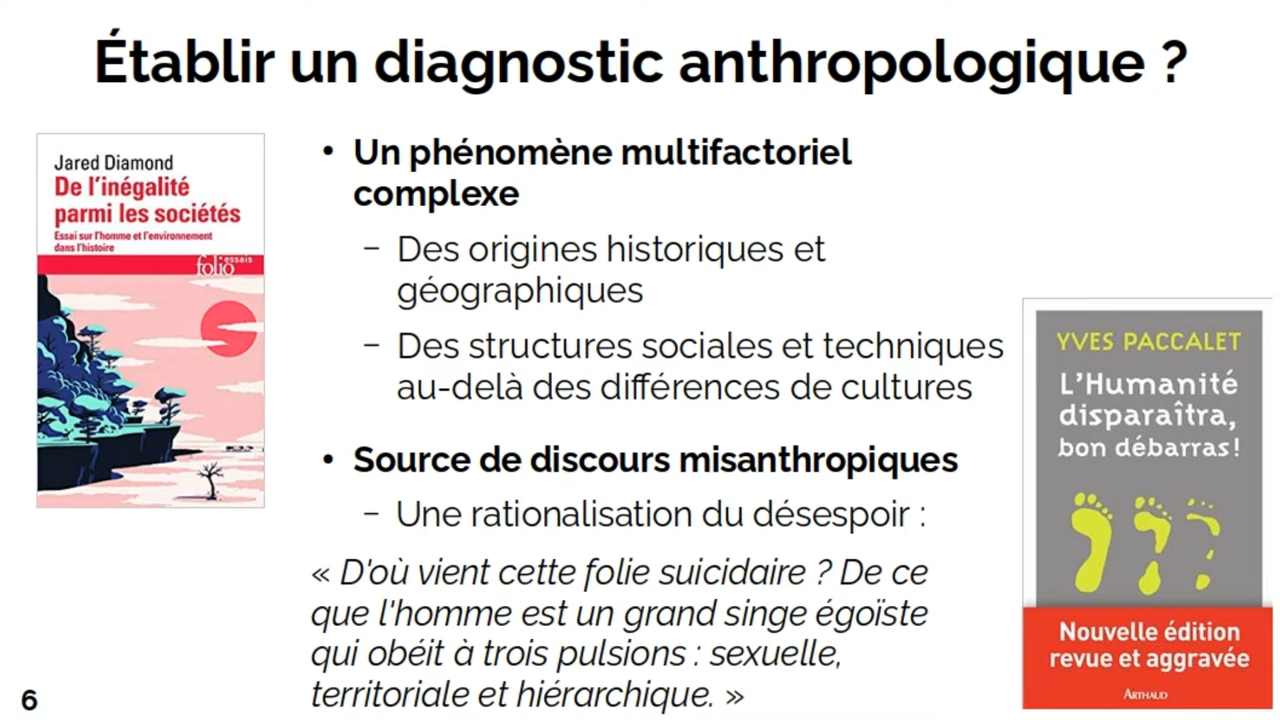 Établir un diagnostic anthropologique ?
Jared Diamond
De l'inégalité
parmi les sociétés
Essai sur l'homme et l'environnement
dans l'histoire
folio essais
• Un phénomène multifactoriel
complexe
– Des origines historiques et
géographiques
– Des structures sociales et techniques
au-delà des différences de cultures
• Source de discours misanthropiques
– Une rationalisation du désespoir :
« D'où vient cette folie suicidaire ? De ce
que l'homme est un grand singe égoïste
qui obéit à trois pulsions : sexuelle,
territoriale et hiérarchique. »
YVES PACCALET
L'Humanité
disparaîtra,
bon débarras !
Nouvelle édition
revue et aggravée
ARTHAUD
6